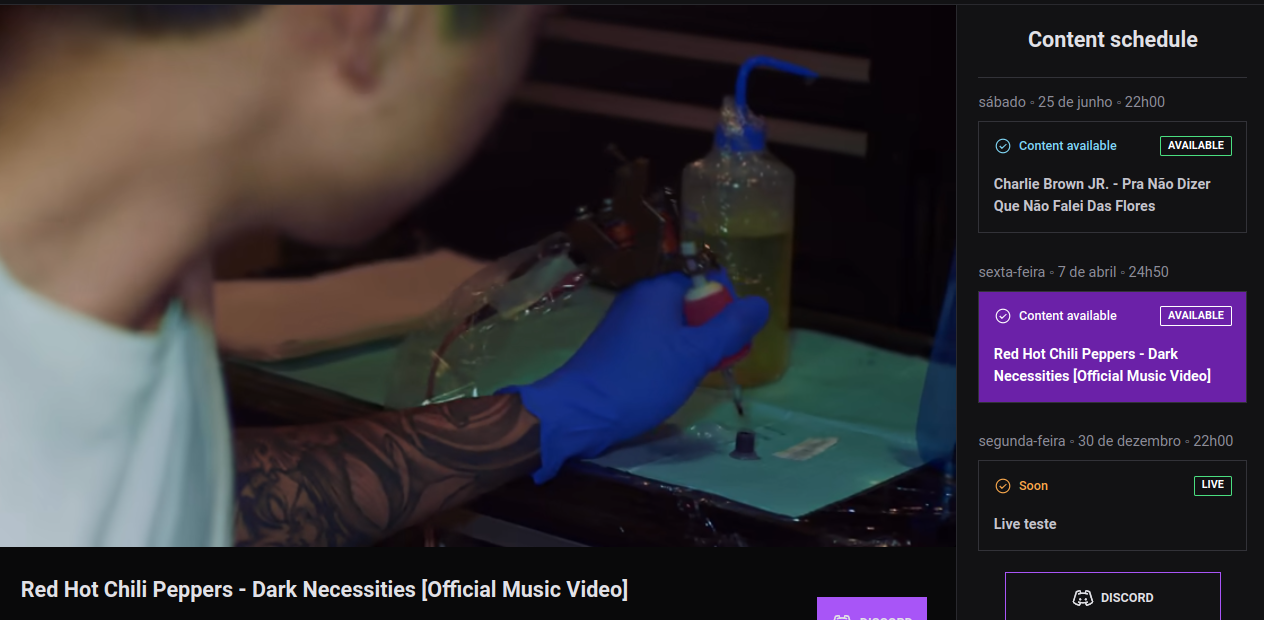 Content schedule
sábado • 25 de junho • 22h00
Content available
AVAILABLE
Charlie Brown JR. - Pra Não Dizer
Que Não Falei Das Flores
sexta-feira • 7 de abril • 24h50
Content available
AVAILABLE
Red Hot Chili Peppers - Dark
Necessities [Official Music Video]
segunda-feira • 30 de dezembro • 22h00
Soon
LIVE
Live teste
DISCORD
Red Hot Chili Peppers - Dark Necessities [Official Music Video]
DISCORD